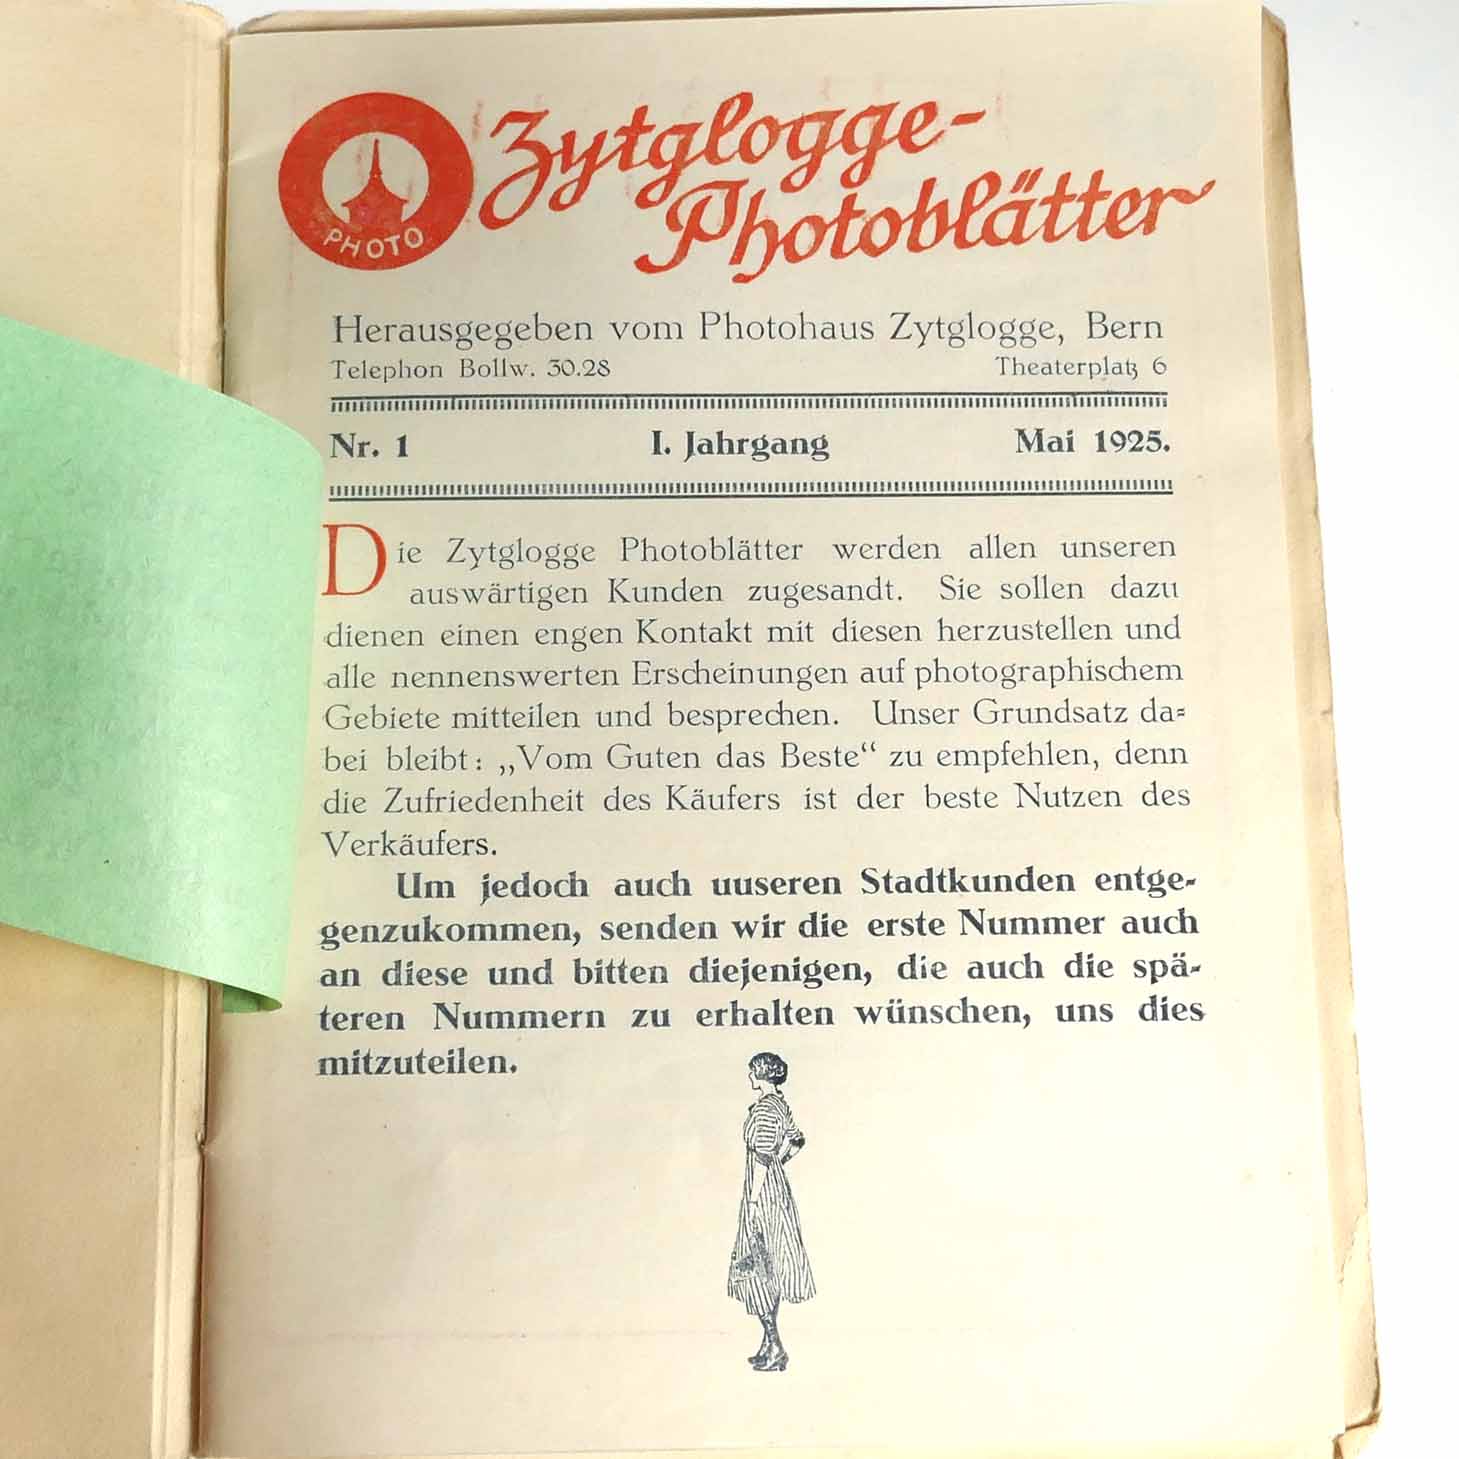 PHOTO
Zytglogge-
Photoblätter
Herausgegeben vom Photohaus Zytglogge, Bern
Telephon Bollw. 30.28 Theaterplatz 6
Nr. 1 I. Jahrgang Mai 1925.
Die Zytglogge Photoblätter werden allen unseren
auswärtigen Kunden zugesandt. Sie sollen dazu
dienen einen engen Kontakt mit diesen herzustellen und
alle nennenswerten Erscheinungen auf photographischem
Gebiete mitteilen und besprechen. Unser Grundsatz da=
bei bleibt: „Vom Guten das Beste“ zu empfehlen, denn
die Zufriedenheit des Käufers ist der beste Nutzen des
Verkäufers.
Um jedoch auch uuseren Stadtkunden entge-
genzukommen, senden wir die erste Nummer auch
an diese und bitten diejenigen, die auch die spä-
teren Nummern zu erhalten wünschen, uns dies
mitzuteilen.